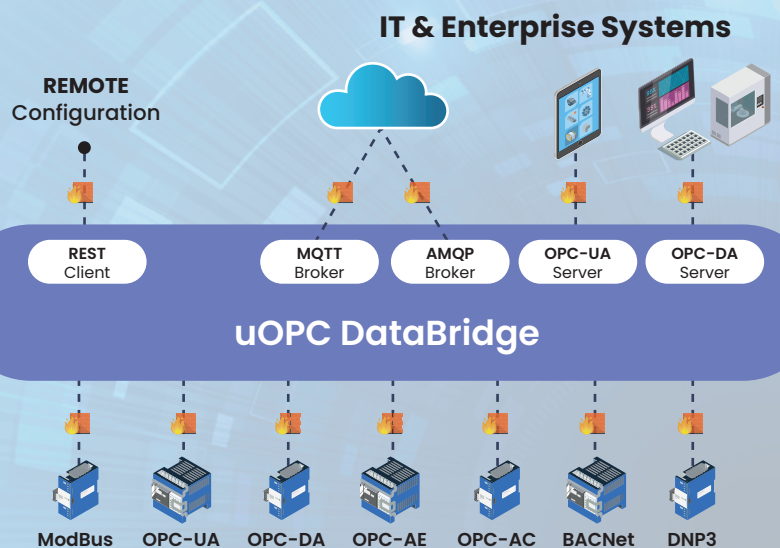 IT & Enterprise Systems
REMOTE
Configuration
REST
Client
MQTT
Broker
AMQP
Broker
OPC-UA
Server
OPC-DA
Server
uOPC DataBridge
ModBus
OPC-UA
OPC-DA
OPC-AE
OPC-AC
BACNet
DNP3